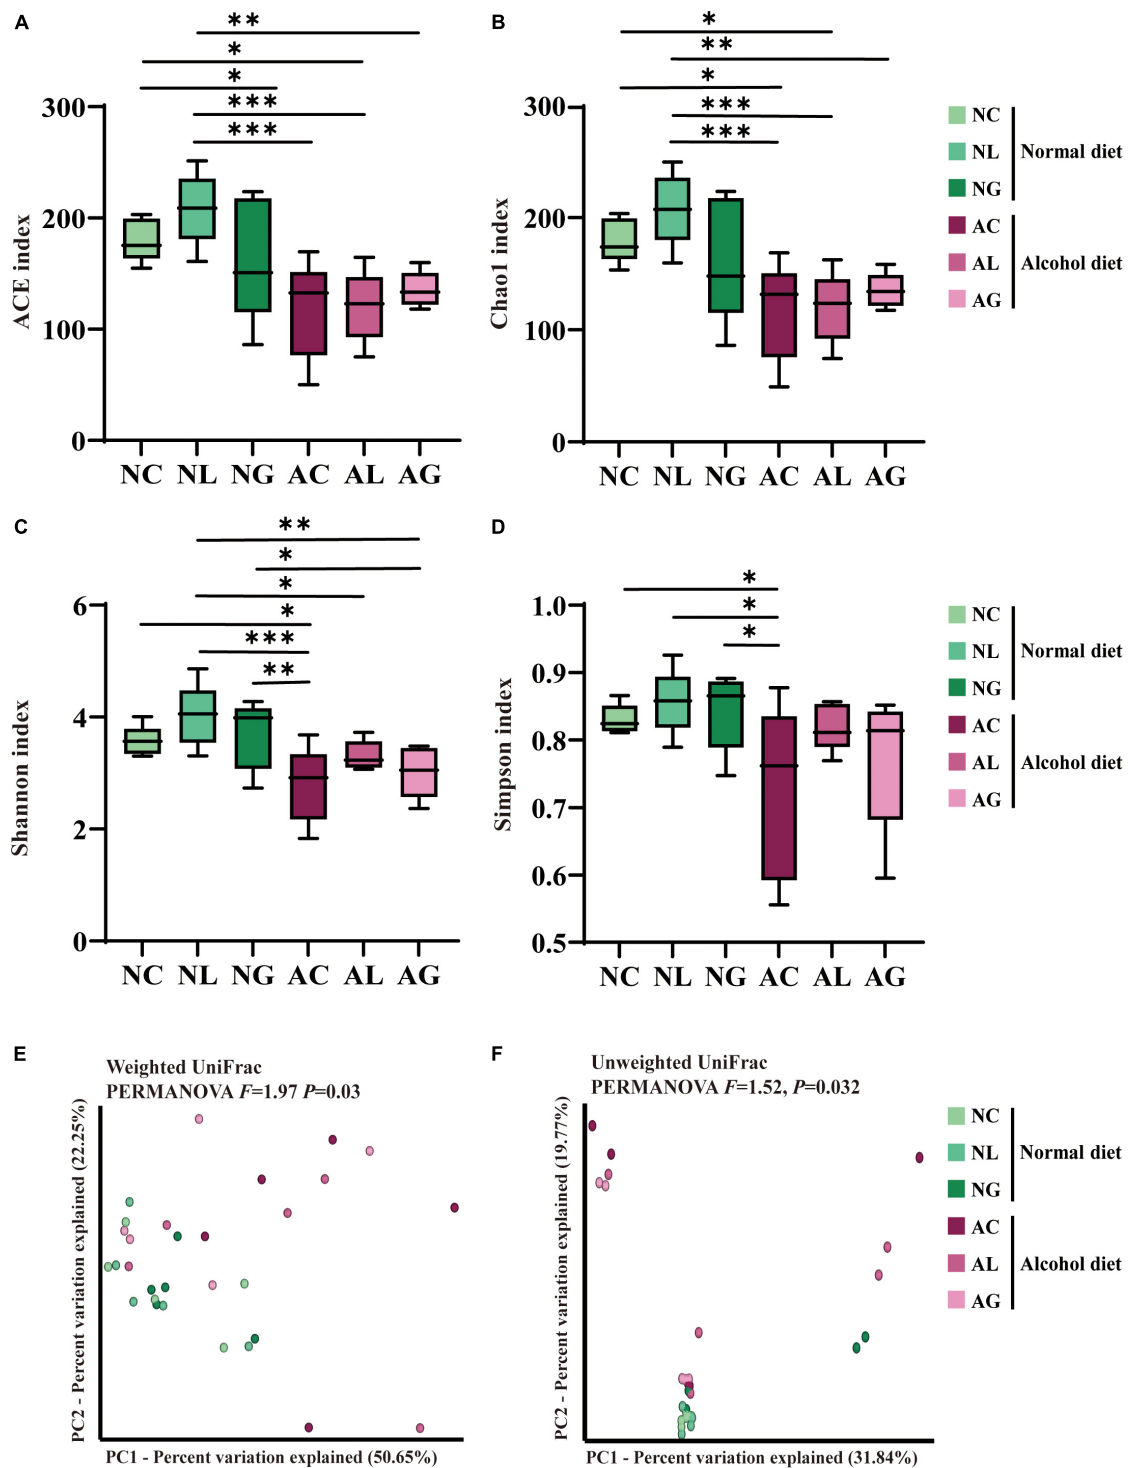 A
**
*
*
***
***
300
200
100
0
ACE index
NC NL NG AC AL AG
B
*
**
*
***
***
300
200
100
0
Chao1 index
NC NL NG AC AL AG
NC
NL
NG
Normal diet
AC
AL
AG
Alcohol diet
C
**
*
*
*
***
**
6
4
2
0
Shannon index
NC NL NG AC AL AG
D
*
*
*
1.0
0.9
0.8
0.7
0.6
0.5
Simpson index
NC NL NG AC AL AG
NC
NL
NG
Normal diet
AC
AL
AG
Alcohol diet
E
Weighted UniFrac
PERMANOVA F=1.97 P=0.03
PC2 - Percent variation explained (22.25%)
PC1 - Percent variation explained (50.65%)
F
Unweighted UniFrac
PERMANOVA F=1.52, P=0.032
PC2 - Percent variation explained (19.77%)
PC1 - Percent variation explained (31.84%)
NC
NL
NG
Normal diet
AC
AL
AG
Alcohol diet